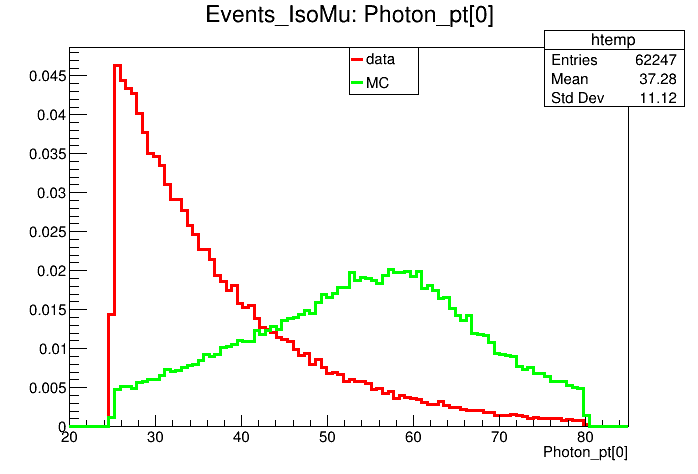 Events_IsoMu: Photon_pt[0]
htemp
Entries 62247
Mean 37.28
Std Dev 11.12
data
MC
0.045
0.04
0.035
0.03
0.025
0.02
0.015
0.01
0.005
0
20 30 40 50 60 70 80
Photon_pt[0]